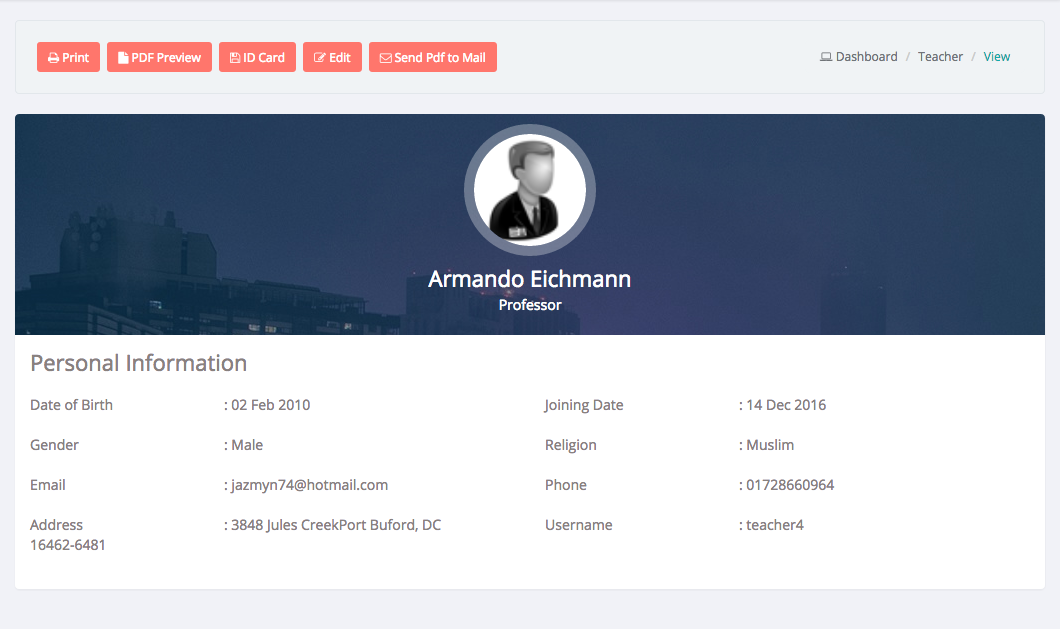 Print PDF Preview ID Card Edit Send Pdf to Mail Dashboard / Teacher / View
Armando Eichmann
Professor
Personal Information
Date of Birth : 02 Feb 2010 Joining Date : 14 Dec 2016
Gender : Male Religion : Muslim
Email : jazmyn74@hotmail.com Phone : 01728660964
Address : 3848 Jules CreekPort Buford, DC Username : teacher4
16462-6481